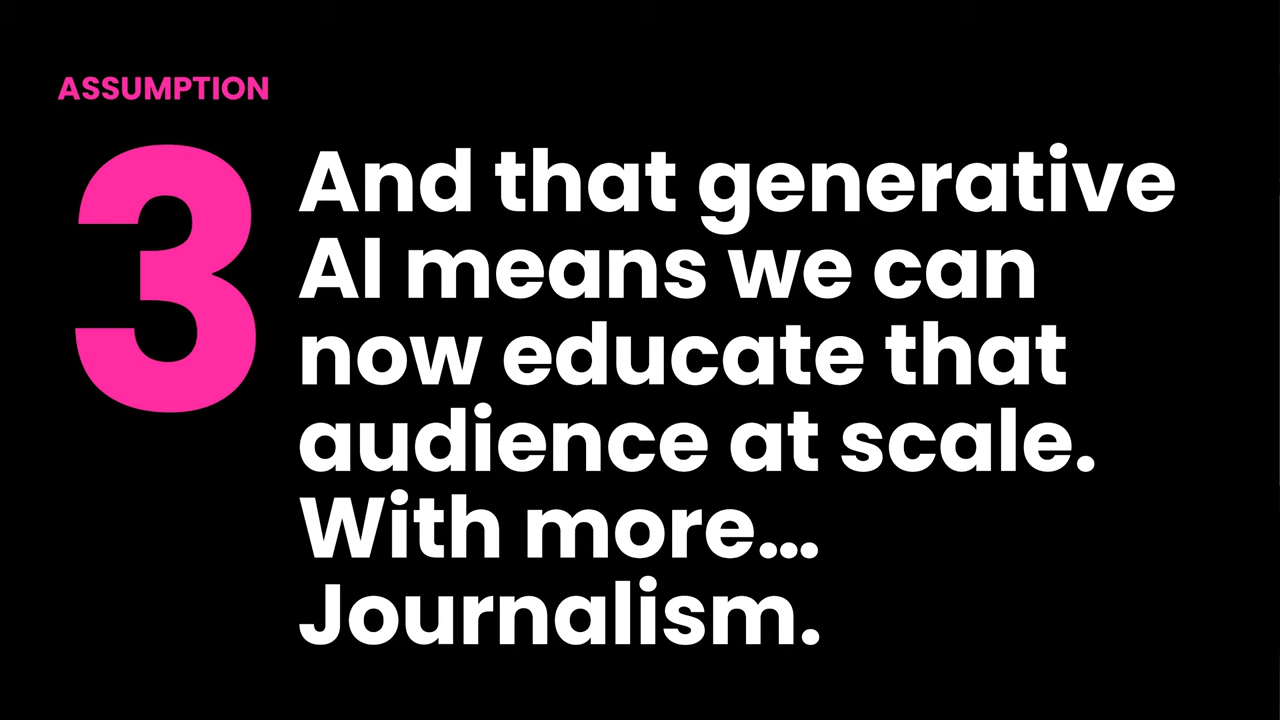 ASSUMPTION
3
And that generative
AI means we can
now educate that
audience at scale.
With more...
Journalism.